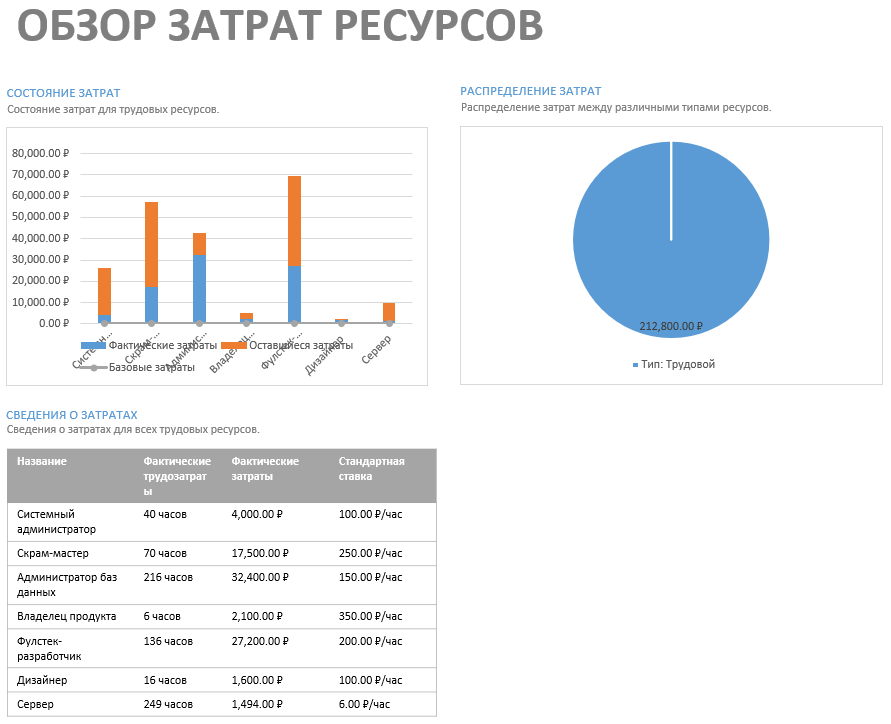 ОБЗОР ЗАТРАТ РЕСУРСОВ
СОСТОЯНИЕ ЗАТРАТ
Состояние затрат для трудовых ресурсов.
80,000.00 ₽
70,000.00 ₽
60,000.00 ₽
50,000.00 ₽
40,000.00 ₽
30,000.00 ₽
20,000.00 ₽
10,000.00 ₽
0.00 ₽
Системн…
Скрам-…
Админис…
Владелец…
Фулстек-…
Дизайнер
Сервер
Фактические затраты
Оставшиеся затраты
Базовые затраты
РАСПРЕДЕЛЕНИЕ ЗАТРАТ
Распределение затрат между различными типами ресурсов.
212,800.00 ₽
Тип: Трудовой
СВЕДЕНИЯ О ЗАТРАТАХ
Сведения о затратах для всех трудовых ресурсов.
Название Фактические Фактические Стандартная
трудозатрат затраты ставка
ы
Системный 40 часов 4,000.00 ₽ 100.00 ₽/час
администратор
Скрам-мастер 70 часов 17,500.00 ₽ 250.00 ₽/час
Администратор баз 216 часов 32,400.00 ₽ 150.00 ₽/час
данных
Владелец продукта 6 часов 2,100.00 ₽ 350.00 ₽/час
Фулстек- 136 часов 27,200.00 ₽ 200.00 ₽/час
разработчик
Дизайнер 16 часов 1,600.00 ₽ 100.00 ₽/час
Сервер 249 часов 1,494.00 ₽ 6.00 ₽/час